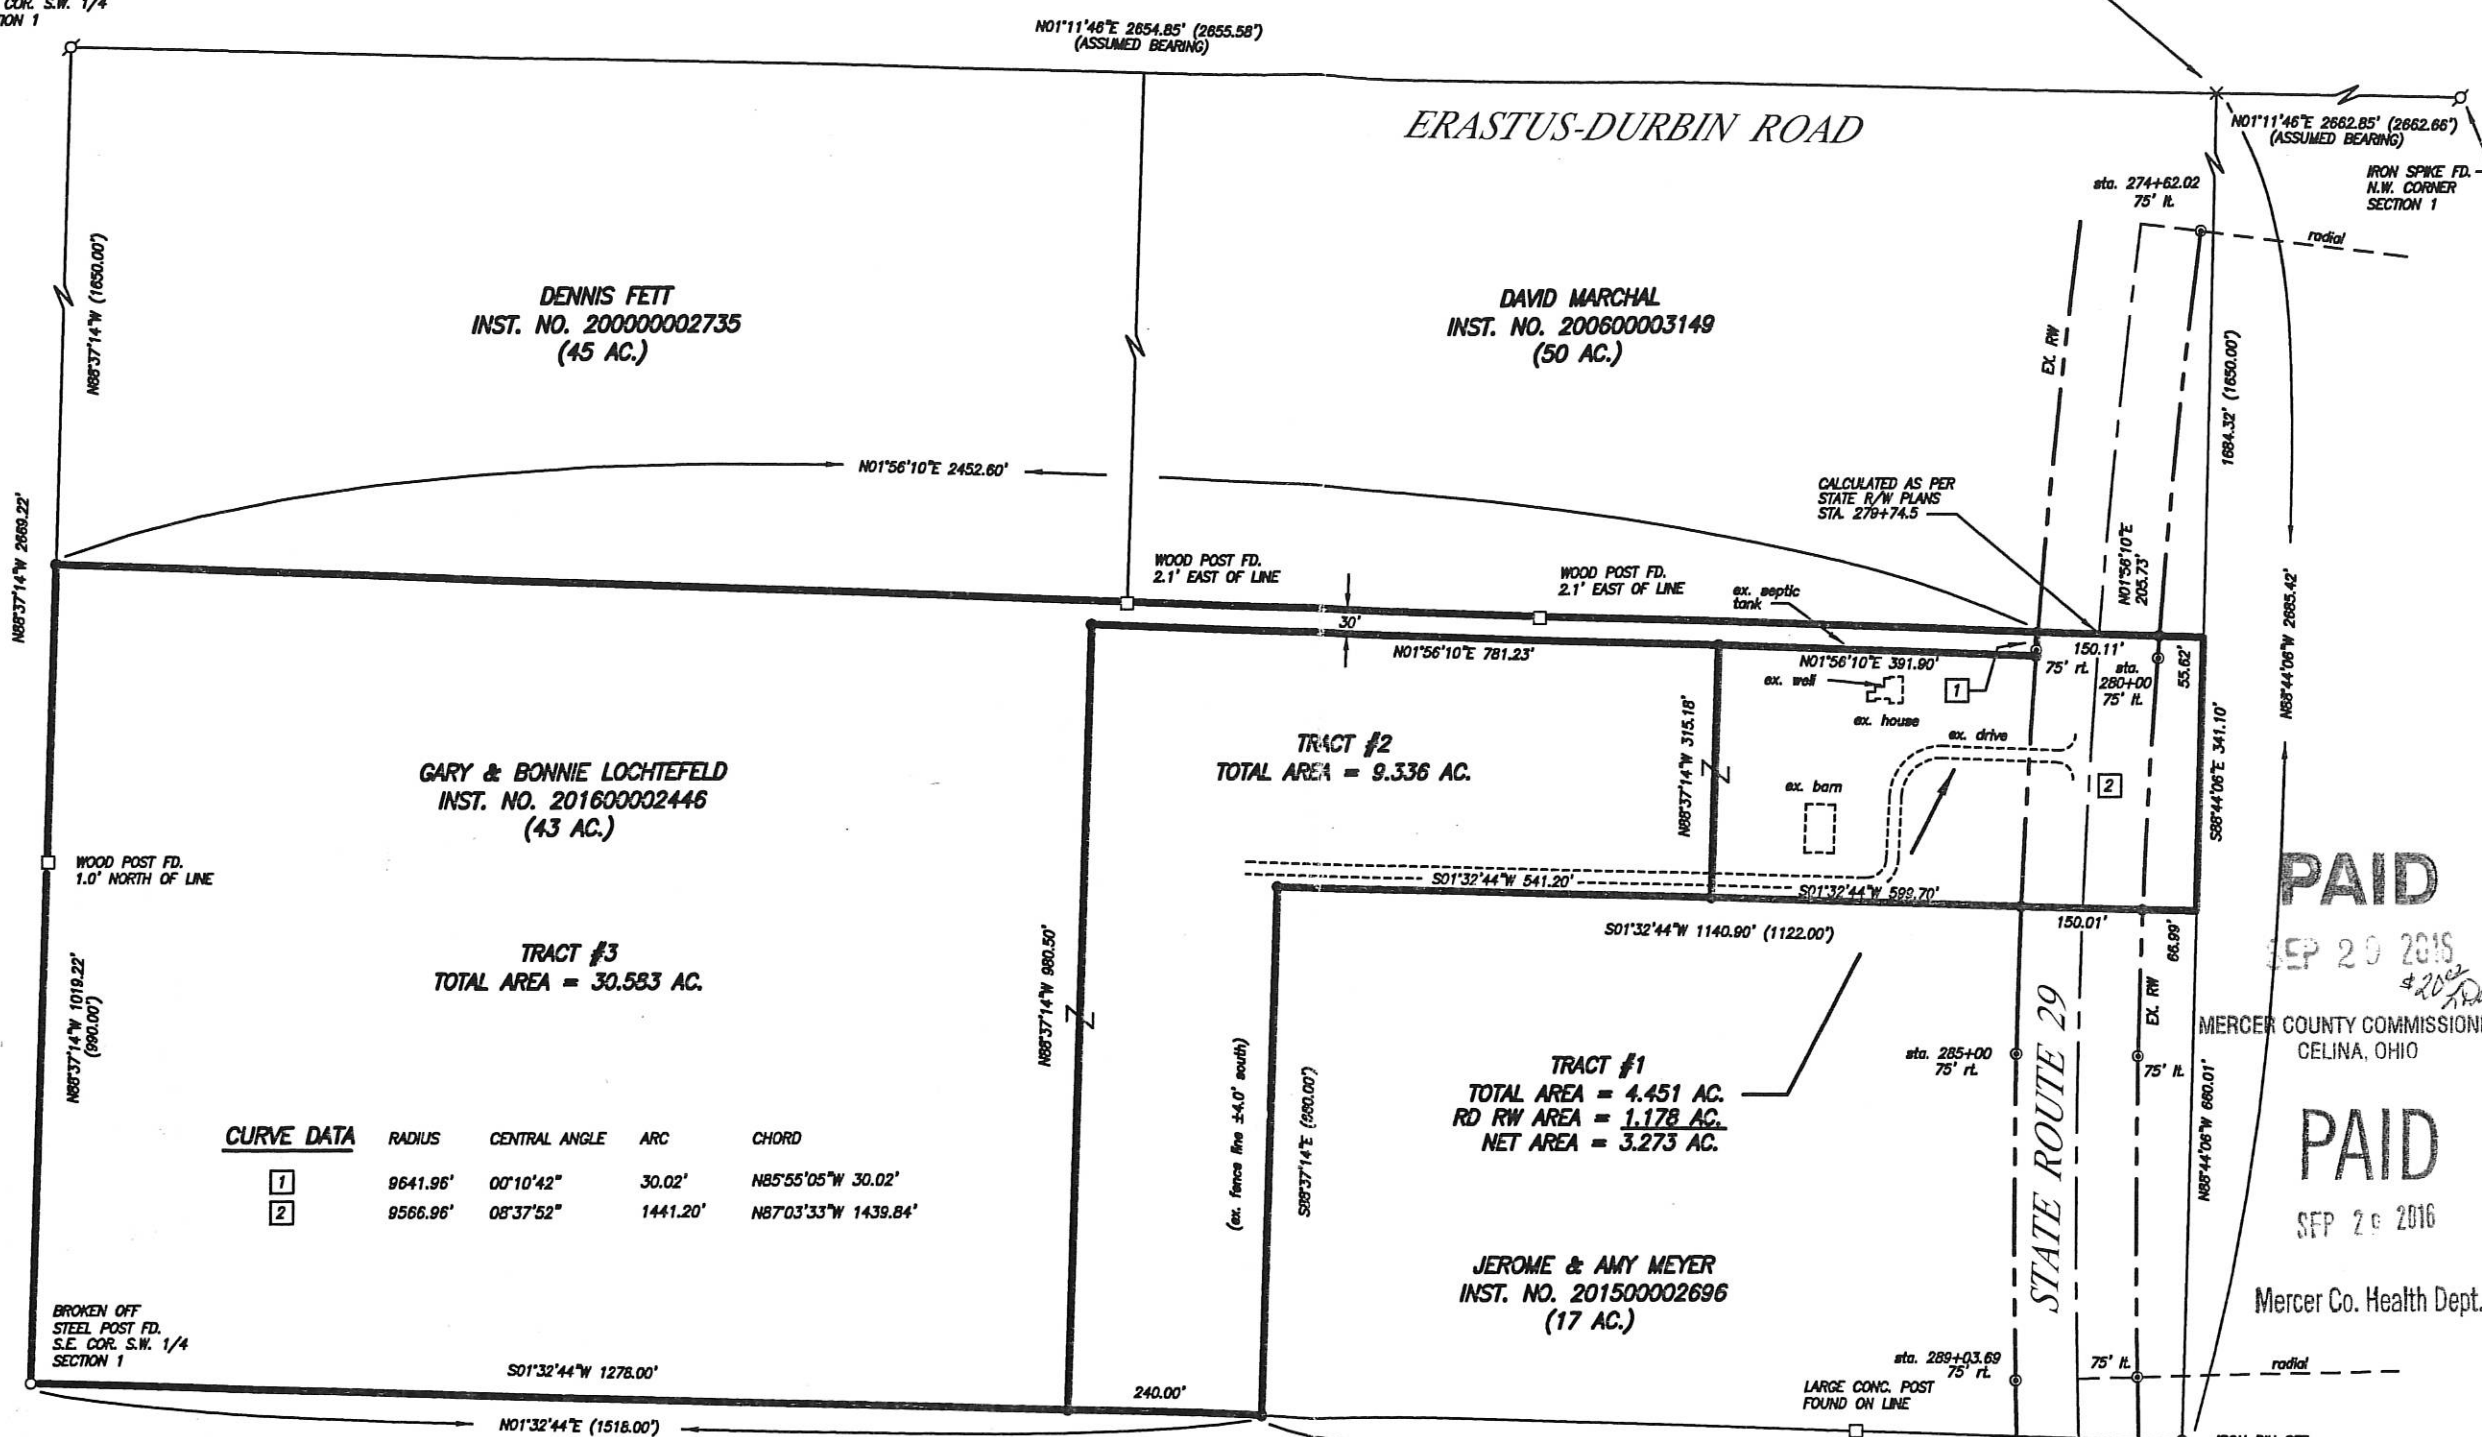 COR. S.W. 1/4
N01°11'46"E 2654.85' (2655.58')
(ASSUMED BEARING)
ERASTUS-DURBIN ROAD
N01°11'46"E 2662.85' (2662.66')
(ASSUMED BEARING)
IRON SPIKE FD.
N.W. CORNER
SECTION 1
sta. 274+62.02
75' lt.
radial
N88°37'14"W (1650.00')
DENNIS FETT
INST. NO. 200000002735
(45 AC.)
DAVID MARCHAL
INST. NO. 200600003149
(50 AC.)
EX. RW
1684.32' (1650.00')
N01°56'10"E 2452.60'
CALCULATED AS PER
STATE R/W PLANS
STA. 279+74.5
N88°37'14"W 2669.22'
N01°56'10"E
205.73'
N88°44'06"W 2685.42'
WOOD POST FD.
2.1' EAST OF LINE
WOOD POST FD.
2.1' EAST OF LINE
ex. septic
tank
30'
N01°56'10"E 781.23'
N01°56'10"E 391.90'
150.11'
75' rt.
sta.
280+00
75' lt.
55.62'
ex. well
1
ex. house
N88°37'14"W 315.18'
S88°44'06"E 341.10'
ex. drive
TRACT #2
TOTAL AREA = 9.336 AC.
GARY & BONNIE LOCHTEFELD
INST. NO. 201600002446
(43 AC.)
ex. barn
2
WOOD POST FD.
1.0' NORTH OF LINE
S01°32'44"W 541.20'
S01°32'44"W 599.70'
S01°32'44"W 1140.90' (1122.00')
150.01'
66.99'
PAID
SEP 29 2016
MERCER COUNTY COMMISSION
CELINA, OHIO
TRACT #3
TOTAL AREA = 30.583 AC.
N88°37'14"W 980.50'
N88°37'14"W 1019.22'
(990.00')
EX. RW
STATE ROUTE 29
sta. 285+00
75' rt.
75' lt.
TRACT #1
TOTAL AREA = 4.451 AC.
RD RW AREA = 1.178 AC.
NET AREA = 3.273 AC.
(ex. fence line ±4.0' south)
S88°37'14"E (660.00')
N88°44'06"W 660.01'
PAID
SEP 29 2016
Mercer Co. Health Dept.
CURVE DATA RADIUS CENTRAL ANGLE ARC CHORD
1 9641.96' 00°10'42" 30.02' N85°55'05"W 30.02'
2 9566.96' 08°37'52" 1441.20' N87°03'33"W 1439.84'
JEROME & AMY MEYER
INST. NO. 201500002696
(17 AC.)
BROKEN OFF
STEEL POST FD.
S.E. COR. S.W. 1/4
SECTION 1
S01°32'44"W 1278.00'
240.00'
sta. 289+03.69
75' rt.
75' lt.
radial
LARGE CONC. POST
FOUND ON LINE
N01°32'44"E (1518.00')